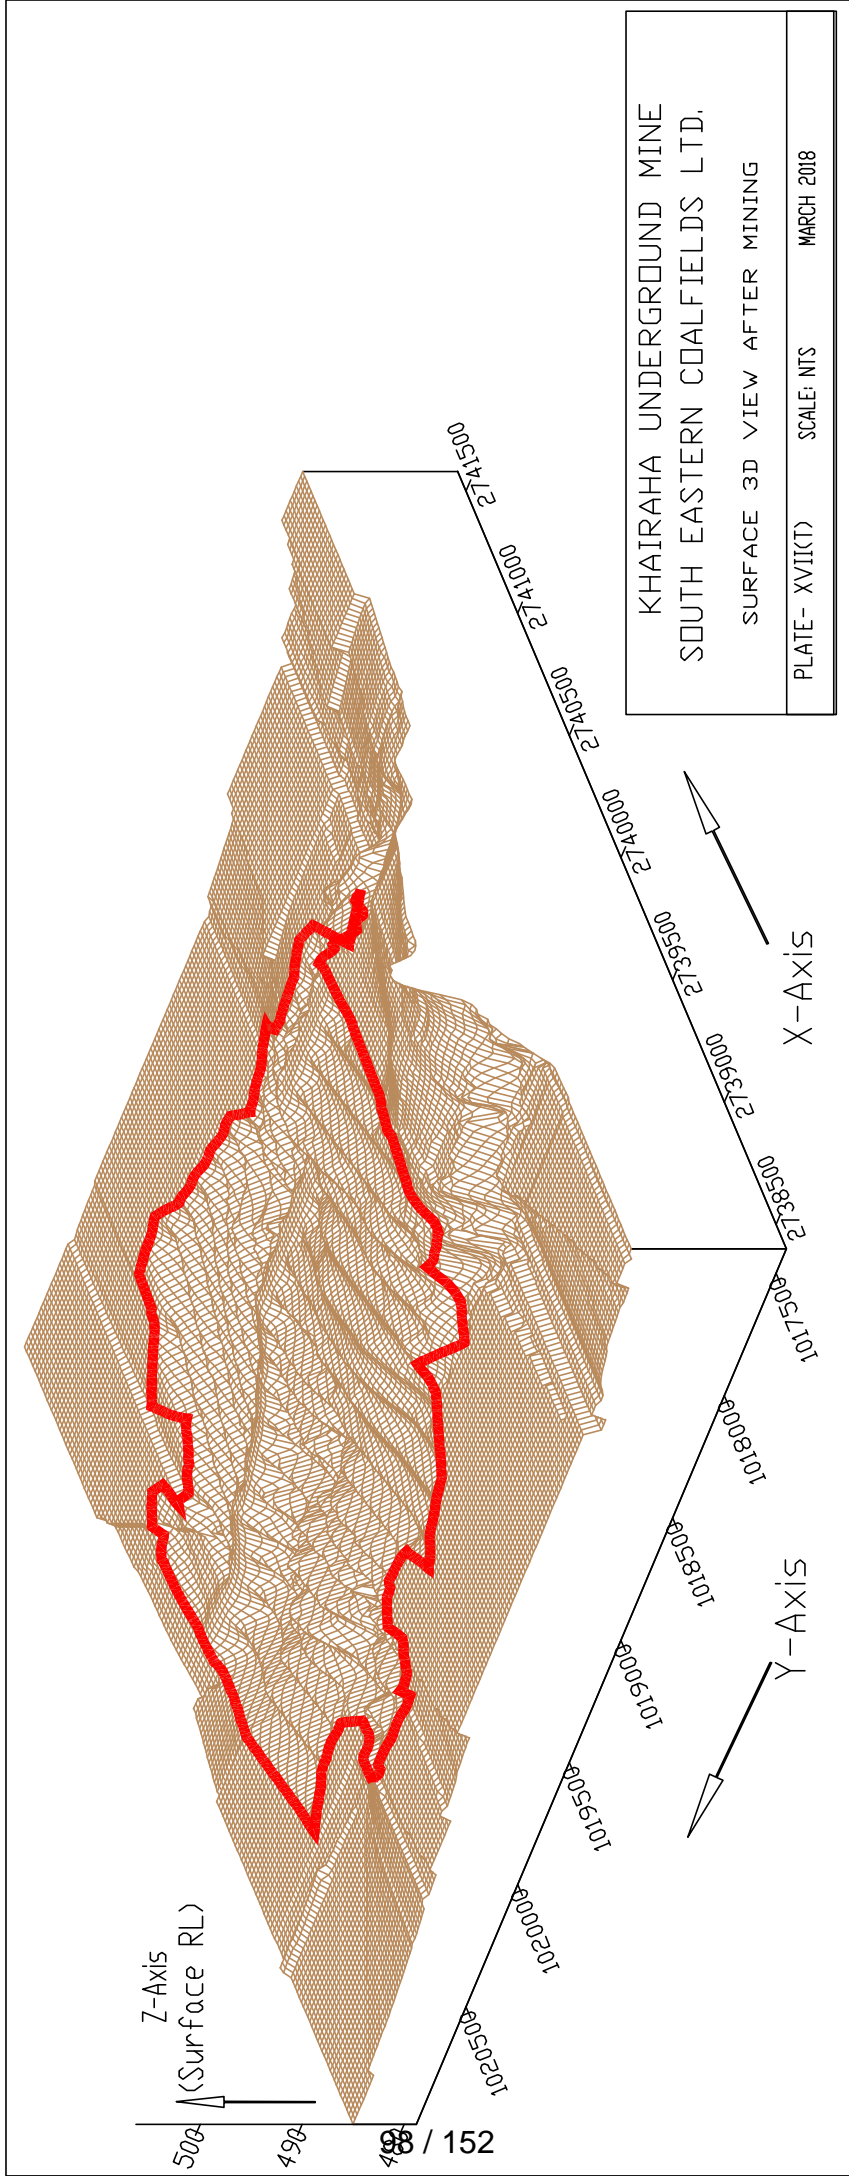 KHAIRAHA UNDERGROUND MINE
SOUTH EASTERN COALFIELDS LTD.
SURFACE 3D VIEW AFTER MINING
PLATE- XVII(T) SCALE: NTS MARCH 2018
Z-Axis
(Surface RL)
500
490
480
1020500
1020000
1019500
1019000
1018500
1018000
1017500
Y-Axis
2738500
2739000
2739500
2740000
2740500
2741000
2741500
X-Axis
98 / 152